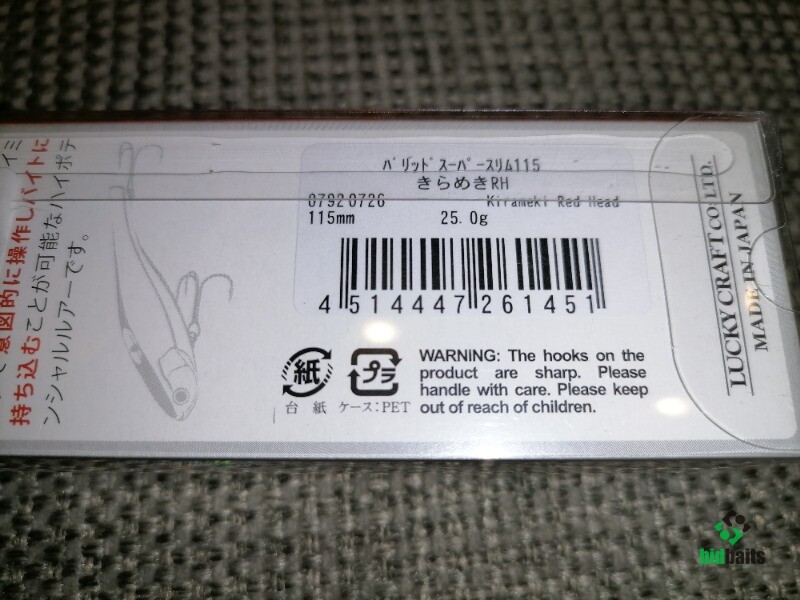 ﾊﾞﾘｯﾄﾞｽｰﾊﾟｰｽﾘﾑ115
きらめきRH
07920726 Kirameki Red Head
115mm 25.0g
4 514447 261451
紙
プラ
台紙 ケース:PET
WARNING: The hooks on the
product are sharp. Please
handle with care. Please keep
out of reach of children.
LUCKY CRAFT CO.,LTD.
MADE IN JAPAN
意図的に操作しバイトに
持ち込むことが可能なハイポテ
ンシャルルアーです。
bidbaits